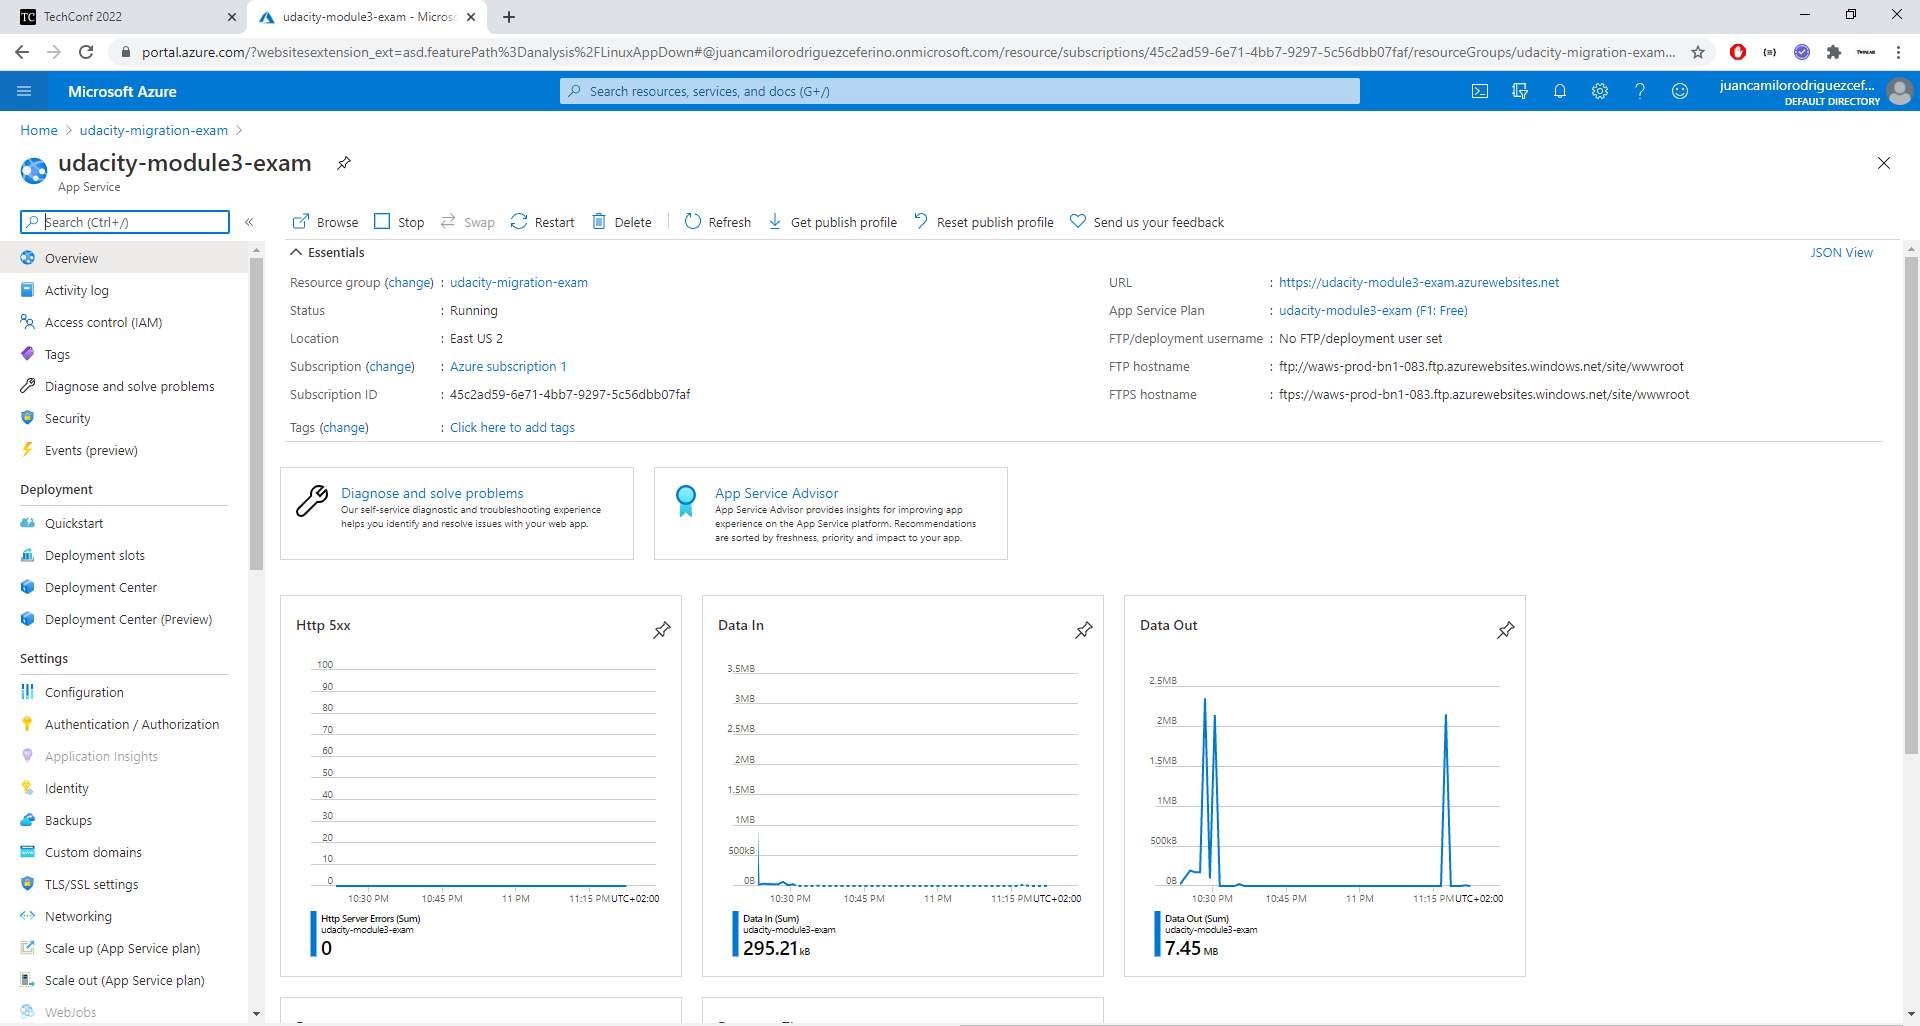 TC TechConf 2022
udacity-module3-exam - Microsc
portal.azure.com/?websitesextension_ext=asd.featurePath%3Danalysis%2FLinuxAppDown#@juancamilorodriguezceferino.onmicrosoft.com/resource/subscriptions/45c2ad59-6e71-4bb7-9297-5c56dbb07faf/resourceGroups/udacity-migration-exam...
Microsoft Azure
Search resources, services, and docs (G+/)
juancamilorodriguezcef...
DEFAULT DIRECTORY
Home > udacity-migration-exam >
udacity-module3-exam
App Service
Search (Ctrl+/)
«
Overview
Activity log
Access control (IAM)
Tags
Diagnose and solve problems
Security
Events (preview)
Deployment
Quickstart
Deployment slots
Deployment Center
Deployment Center (Preview)
Settings
Configuration
Authentication / Authorization
Application Insights
Identity
Backups
Custom domains
TLS/SSL settings
Networking
Scale up (App Service plan)
Scale out (App Service plan)
WebJobs
Browse Stop Swap Restart Delete Refresh Get publish profile Reset publish profile Send us your feedback
Essentials
JSON View
Resource group (change) : udacity-migration-exam
Status : Running
Location : East US 2
Subscription (change) : Azure subscription 1
Subscription ID : 45c2ad59-6e71-4bb7-9297-5c56dbb07faf
Tags (change) : Click here to add tags
URL : https://udacity-module3-exam.azurewebsites.net
App Service Plan : udacity-module3-exam (F1: Free)
FTP/deployment username : No FTP/deployment user set
FTP hostname : ftp://waws-prod-bn1-083.ftp.azurewebsites.windows.net/site/wwwroot
FTPS hostname : ftps://waws-prod-bn1-083.ftp.azurewebsites.windows.net/site/wwwroot
Diagnose and solve problems
Our self-service diagnostic and troubleshooting experience
helps you identify and resolve issues with your web app.
App Service Advisor
App Service Advisor provides insights for improving app
experience on the App Service platform. Recommendations
are sorted by freshness, priority and impact to your app.
Http 5xx
100
90
80
70
60
50
40
30
20
10
0
10:30 PM 10:45 PM 11 PM 11:15 PM UTC+02:00
Http Server Errors (Sum)
udacity-module3-exam
0
Data In
3.5MB
3MB
2.5MB
2MB
1.5MB
1MB
500kB
0B
10:30 PM 10:45 PM 11 PM 11:15 PM UTC+02:00
Data In (Sum)
udacity-module3-exam
295.21 kB
Data Out
2.5MB
2MB
1.5MB
1MB
500kB
0B
10:30 PM 10:45 PM 11 PM 11:15 PM UTC+02:00
Data Out (Sum)
udacity-module3-exam
7.45 MB